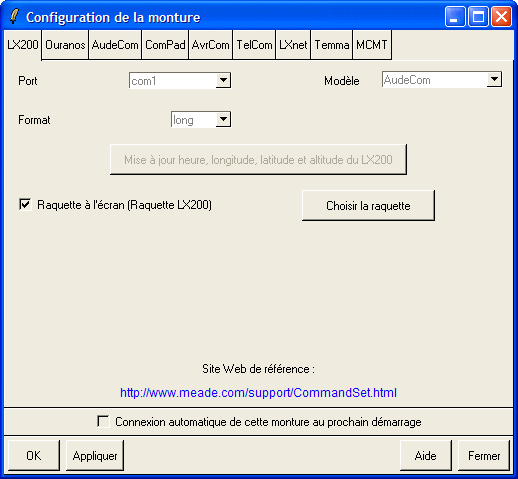 Configuration de la monture
LX200 Ouranos AudeCom ComPad AvrCom TelCom LXnet Temma MCMT
Port com1 Modèle AudeCom
Format long
Mise à jour heure, longitude, latitude et altitude du LX200
Raquette à l'écran (Raquette LX200) Choisir la raquette
Site Web de référence :
http://www.meade.com/support/CommandSet.html
Connexion automatique de cette monture au prochain démarrage
OK Appliquer Aide Fermer